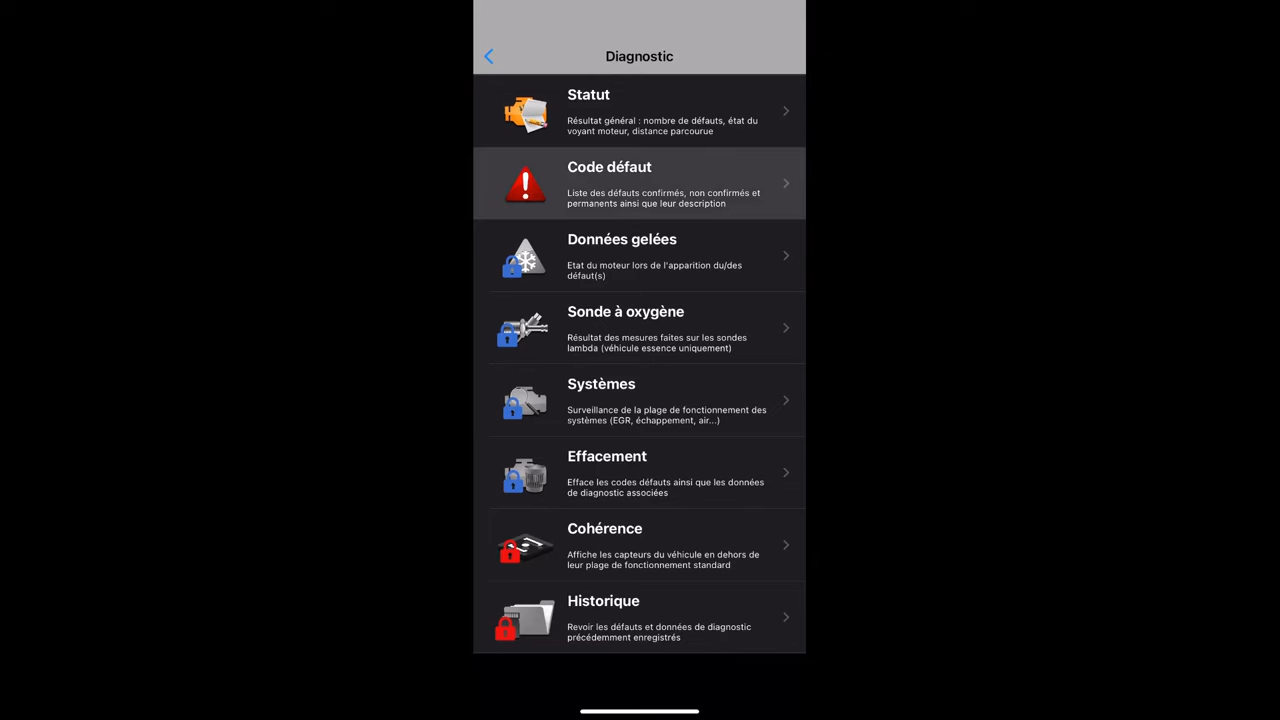 Diagnostic
Statut
Résultat général : nombre de défauts, état du
voyant moteur, distance parcourue
Code défaut
Liste des défauts confirmés, non confirmés et
permanents ainsi que leur description
Données gelées
Etat du moteur lors de l'apparition du/des
défaut(s)
Sonde à oxygène
Résultat des mesures faites sur les sondes
lambda (véhicule essence uniquement)
Systèmes
Surveillance de la plage de fonctionnement des
systèmes (EGR, échappement, air...)
Effacement
Efface les codes défauts ainsi que les données
de diagnostic associées
Cohérence
Affiche les capteurs du véhicule en dehors de
leur plage de fonctionnement standard
Historique
Revoir les défauts et données de diagnostic
précédemment enregistrés